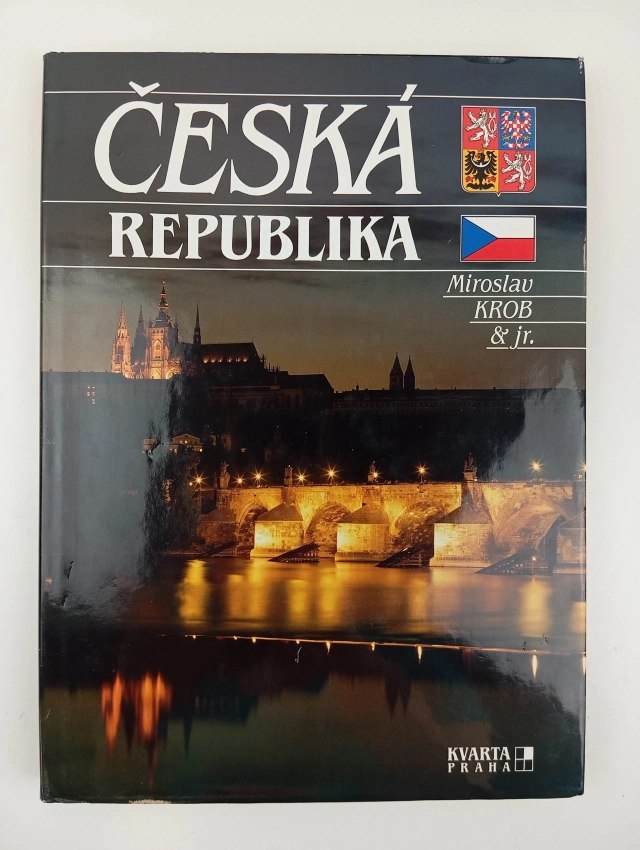 ČESKÁ
REPUBLIKA
Miroslav
KROB
& jr.
KVARTA
PRAHA